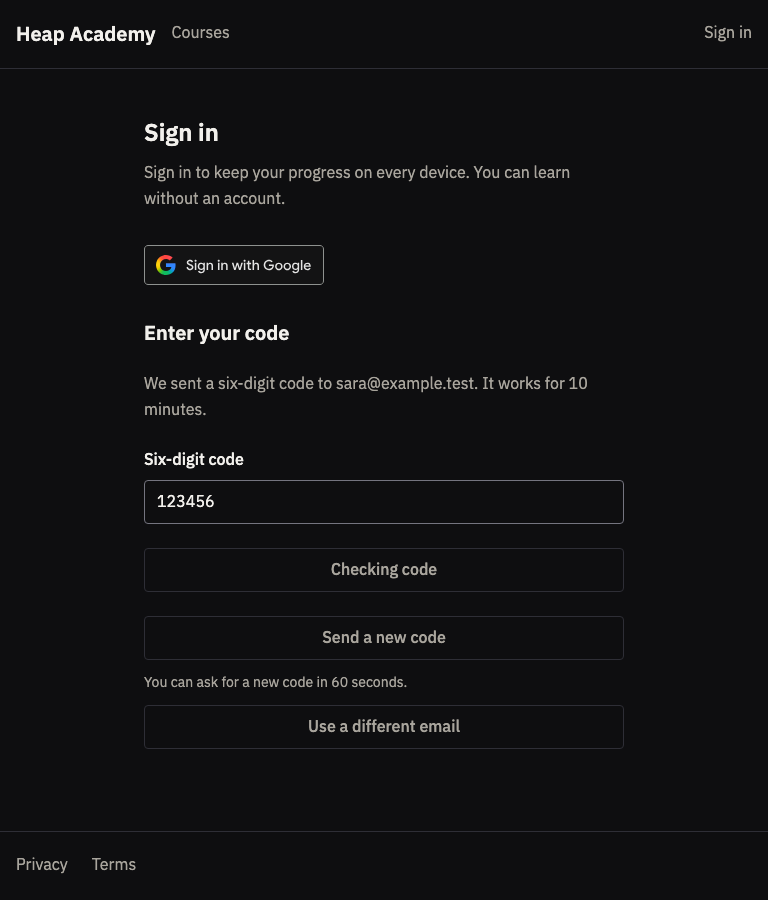 Heap Academy
Courses
Sign in
Sign in
Sign in to keep your progress on every device. You can learn
without an account.
Sign in with Google
Enter your code
We sent a six-digit code to sara@example.test. It works for 10
minutes.
Six-digit code
123456
Checking code
Send a new code
You can ask for a new code in 60 seconds.
Use a different email
Privacy
Terms